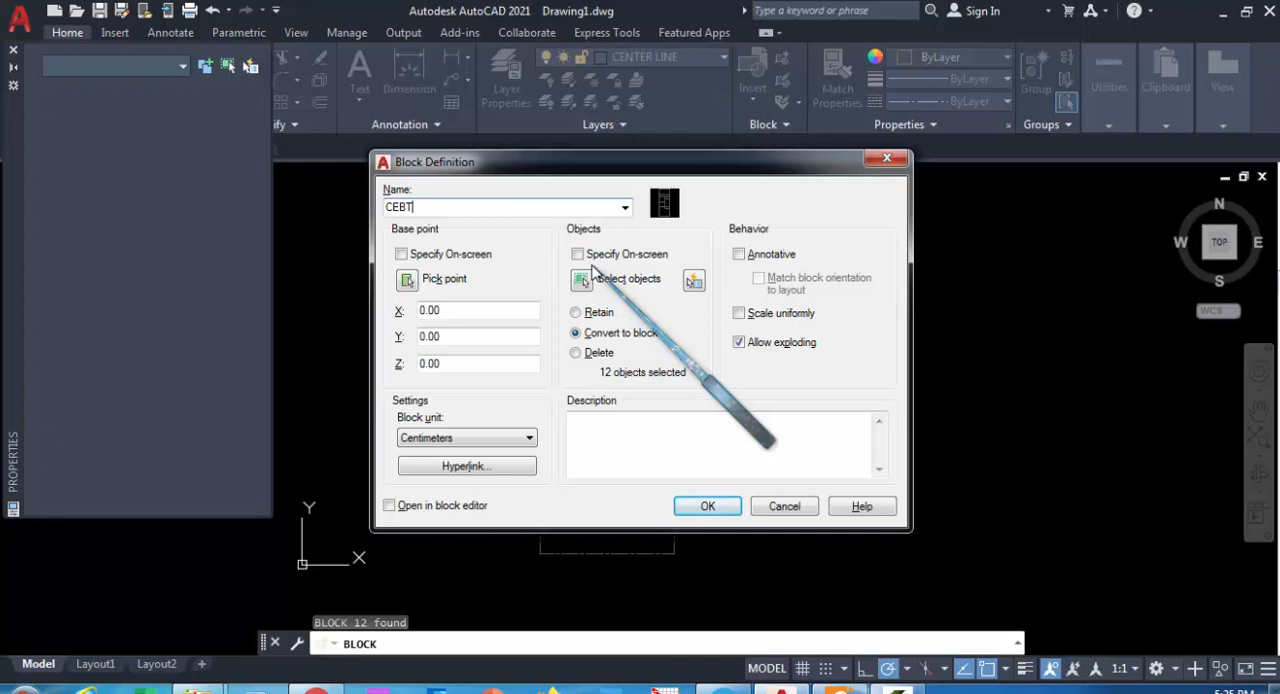 Autodesk AutoCAD 2021 Drawing1.dwg
Type a keyword or phrase
Sign In
Home Insert Annotate Parametric View Manage Output Add-ins Collaborate Express Tools Featured Apps
CENTER LINE
ByLayer
ByLayer
ByLayer
Text Dimension
Layer Properties
Insert
Match Properties
Group
Utilities
Clipboard
View
Annotation
Layers
Block
Properties
Groups
Block Definition
Name:
CEBT
Base point
Specify On-screen
Pick point
X: 0.00
Y: 0.00
Z: 0.00
Objects
Specify On-screen
Select objects
Retain
Convert to block
Delete
12 objects selected
Behavior
Annotative
Match block orientation
to layout
Scale uniformly
Allow exploding
Settings
Block unit:
Centimeters
Hyperlink...
Description
Open in block editor
OK Cancel Help
N
W TOP E
S
WCS
PROPERTIES
Y
X
BLOCK 12 found
BLOCK
Model Layout1 Layout2 +
MODEL
1:1